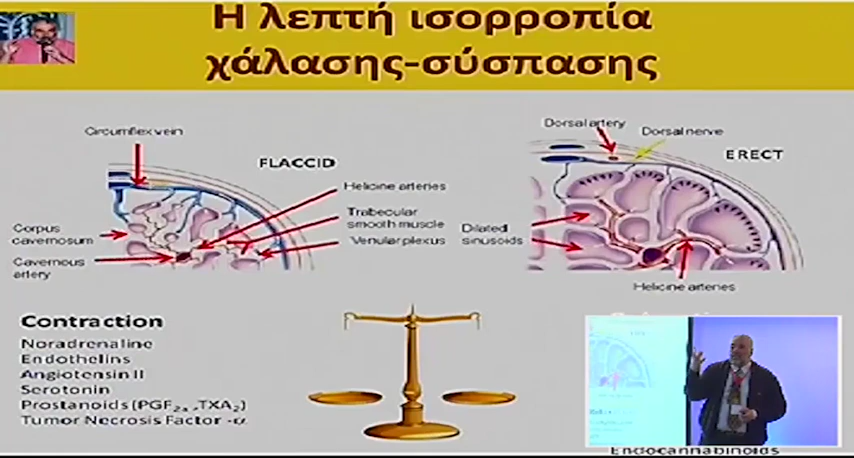 Η λεπτή ισορροπία
χάλασης-σύσπασης
Circumflex vein
FLACCID
Helicine arteries
Trabecular
smooth muscle
Venular plexus
Corpus
cavernosum
Cavernous
artery
Dorsal artery
Dorsal nerve
ERECT
Dilated
sinusoids
Helicine arteries
Contraction
Noradrenaline
Endothelins
Angiotensin II
Serotonin
Prostanoids (PGF2α, TXA2)
Tumor Necrosis Factor -α
Endocannabinoids